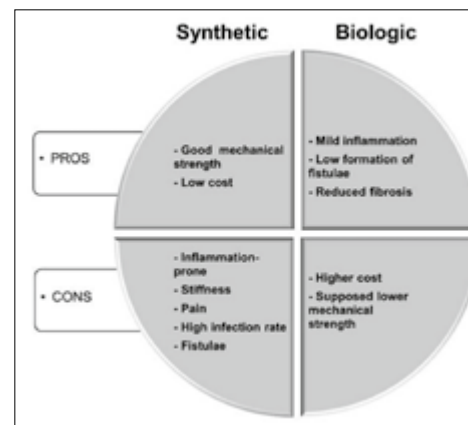 Synthetic
Biologic
• PROS
- Good mechanical
strength
- Low cost
- Mild inflammation
- Low formation of
fistulae
- Reduced fibrosis
• CONS
- Inflammation-
prone
- Stiffness
- Pain
- High infection rate
- Fistulae
- Higher cost
- Supposed lower
mechanical
strength